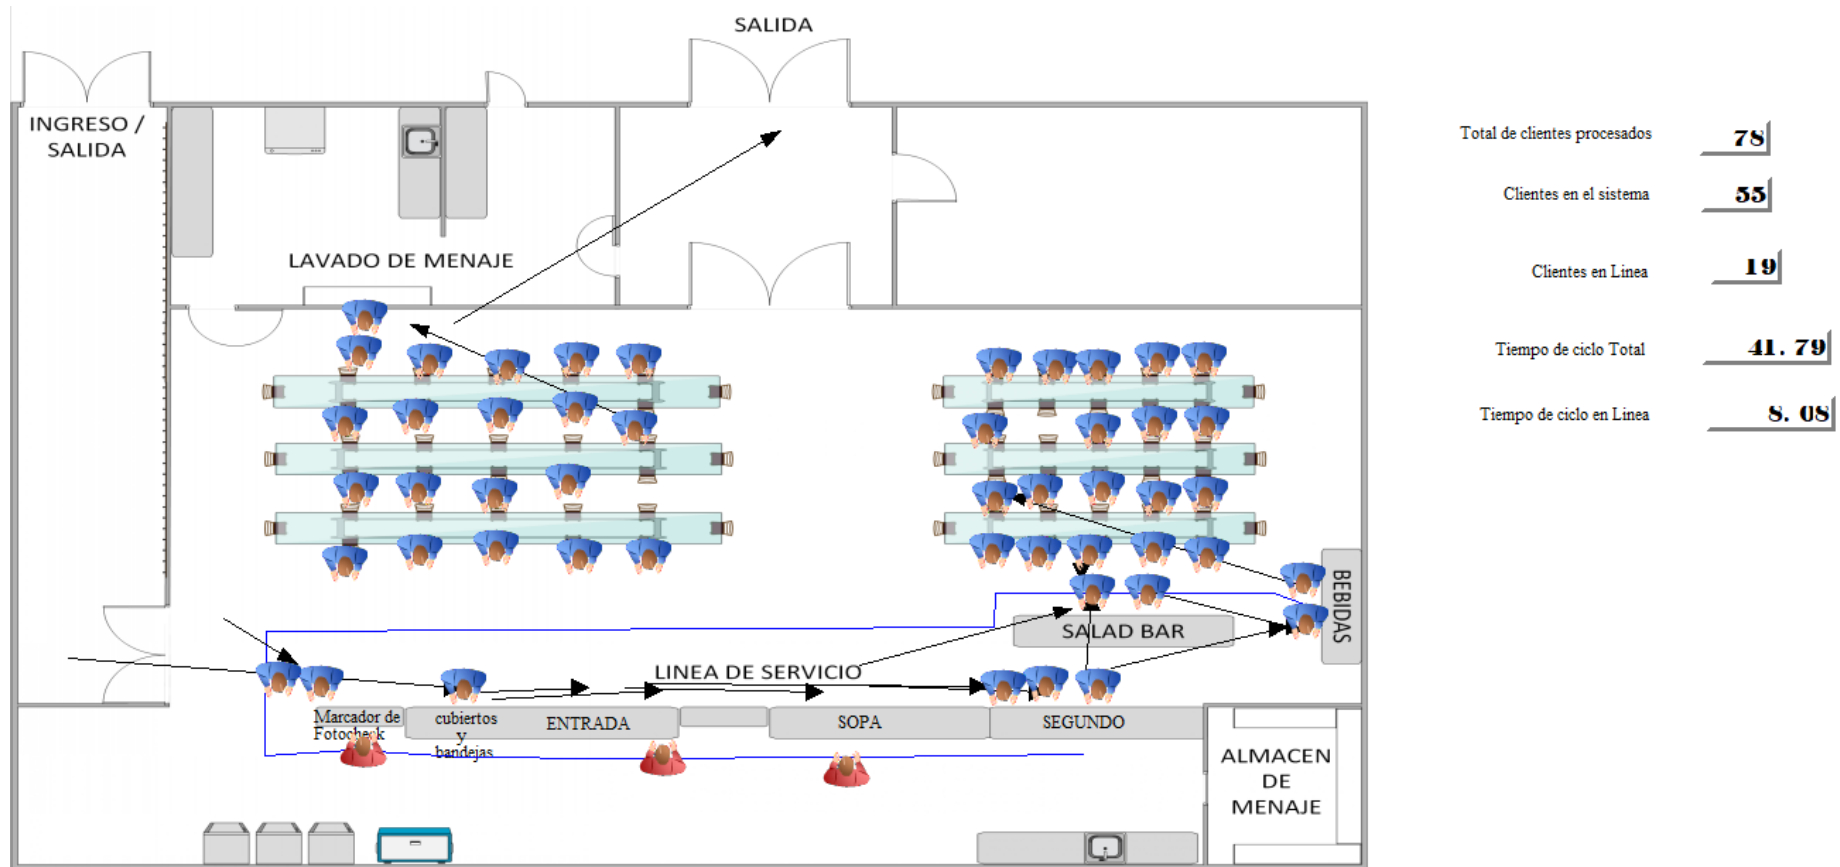 SALIDA
INGRESO /
SALIDA
LAVADO DE MENAJE
Total de clientes procesados
78
Clientes en el sistema
55
Clientes en Linea
19
Tiempo de ciclo Total
41. 79
Tiempo de ciclo en Linea
8. 08
BEBIDAS
SALAD BAR
LINEA DE SERVICIO
Marcador de
Fotocheck
cubiertos
y
bandejas
ENTRADA
SOPA
SEGUNDO
ALMACEN
DE
MENAJE